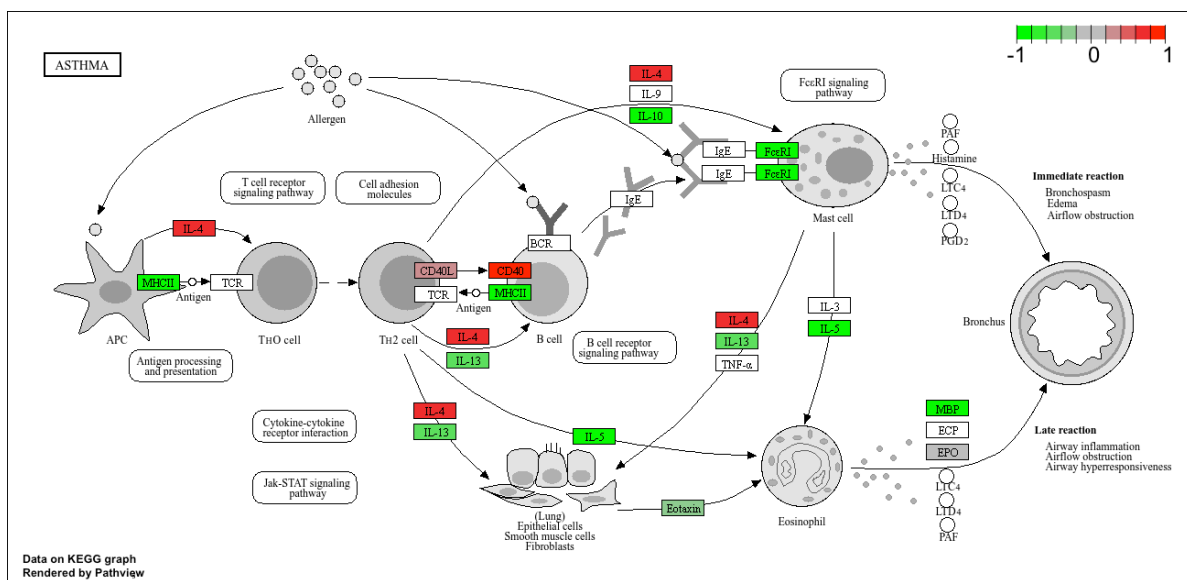 -1 0 1
ASTHMA
Allergen
IL-4
IL-9
IL-10
FcεRI signaling
pathway
IgE
FcεRI
IgE
FcεRI
Mast cell
PAF
Histamine
LTC4
LTD4
PGD2
Immediate reaction
Bronchospasm
Edema
Airflow obstruction
T cell receptor
signaling pathway
Cell adhesion
molecules
IgE
IL-4
BCR
MHCII
Antigen
TCR
APC
TH0 cell
CD40L
CD40
TCR
Antigen
MHCII
TH2 cell
B cell
IL-4
IL-13
Antigen processing
and presentation
B cell receptor
signaling pathway
IL-4
IL-13
TNF-α
IL-3
IL-5
Bronchus
Cytokine-cytokine
receptor interaction
IL-4
IL-13
IL-5
Jak-STAT signaling
pathway
(Lung)
Epithelial cells
Smooth muscle cells
Fibroblasts
Eotaxin
Eosinophil
MBP
ECP
EPO
LTC4
LTD4
PAF
Late reaction
Airway inflammation
Airflow obstruction
Airway hyperresponsiveness
Data on KEGG graph
Rendered by Pathview